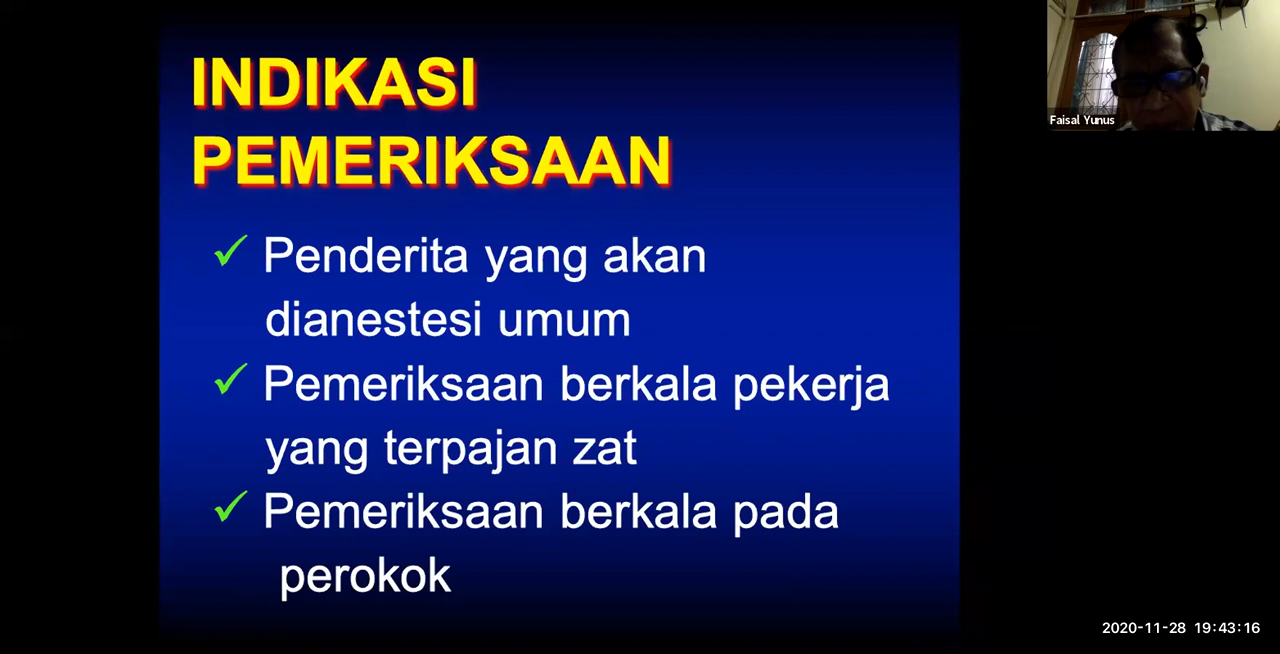 INDIKASI
PEMERIKSAAN
✓ Penderita yang akan
dianestesi umum
✓ Pemeriksaan berkala pekerja
yang terpajan zat
✓ Pemeriksaan berkala pada
perokok
Faisal Yunus
2020-11-28 19:43:16